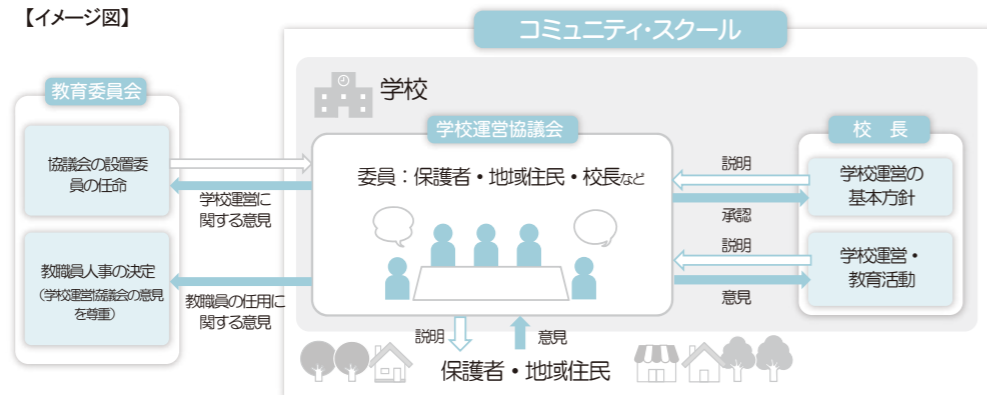 【イメージ図】
コミュニティ・スクール
教育委員会
協議会の設置委
員の任命
教職員人事の決定
(学校運営協議会の意見
を尊重)
学校運営に
関する意見
教職員の任用に
関する意見
学校
学校運営協議会
委員：保護者・地域住民・校長など
説明
承認
説明
意見
校　長
学校運営の
基本方針
学校運営・
教育活動
説明
意見
保護者・地域住民